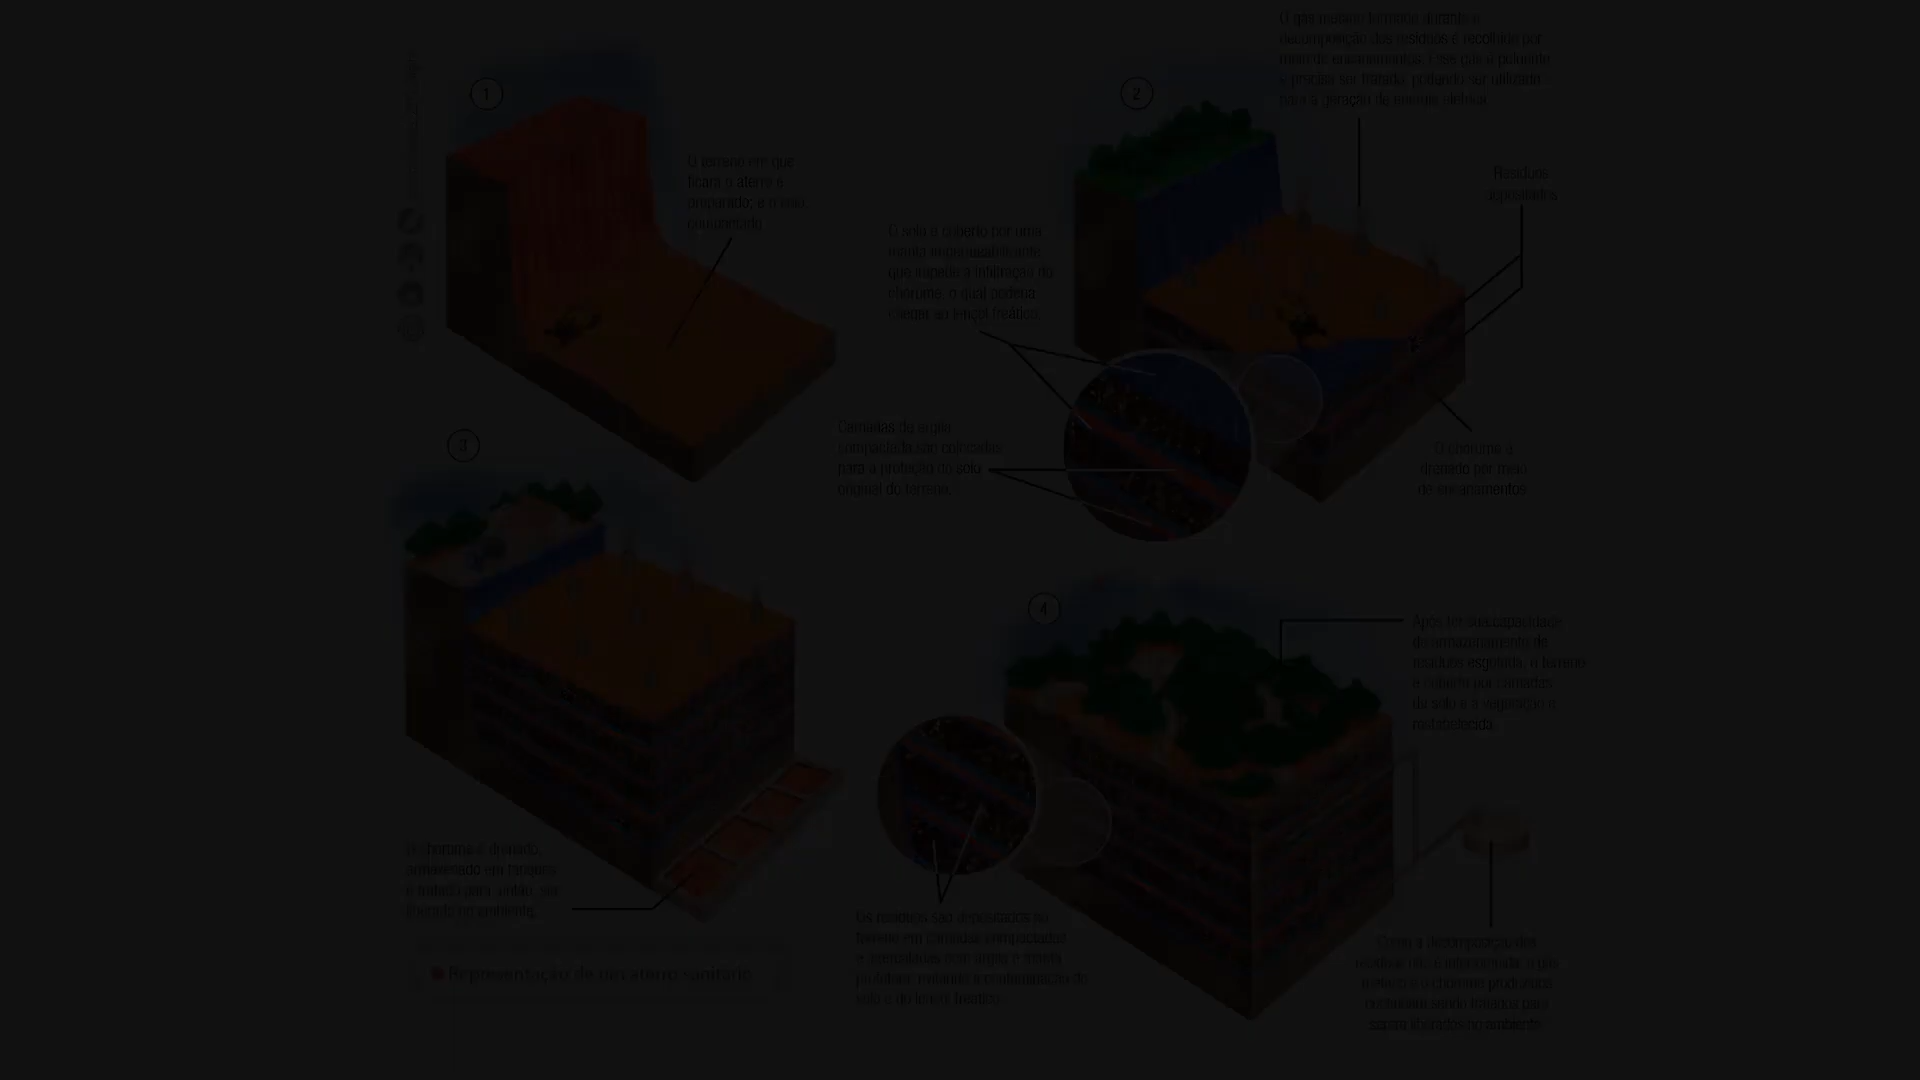 1
O terreno em que
ficará o aterro é
preparado; e o solo
2
O gás metano formado durante a
decomposição dos resíduos é recolhido por
meio de encanamentos. Esse gás é poluente
e precisa ser tratado, podendo ser utilizado
para a geração de energia elétrica.
Resíduos
depositados
O solo é coberto por uma
manta impermeabilizante
que impede a infiltração do
chorume, o qual poderia
chegar ao lençol freático.
Camadas de argila
compactada são colocadas
para a proteção do solo
original do terreno.
O chorume é
drenado por meio
de encanamentos
3
O chorume é drenado,
armazenado em tanques
e tratado para, então, ser
lançado no ambiente.
Representação de um aterro sanitário
4
Após ter sua capacidade
de armazenamento de
resíduos esgotada, o terreno
é coberto por camadas
de solo e a vegetação é
restabelecida.
Os resíduos são depositados no
terreno em camadas compactadas
e intercaladas com argila e manta
protetora, evitando a contaminação do
solo e do lençol freático.
Como a decomposição dos
resíduos não é interrompida, o gás
metano e o chorume produzidos
continuam sendo tratados para
serem liberados no ambiente.